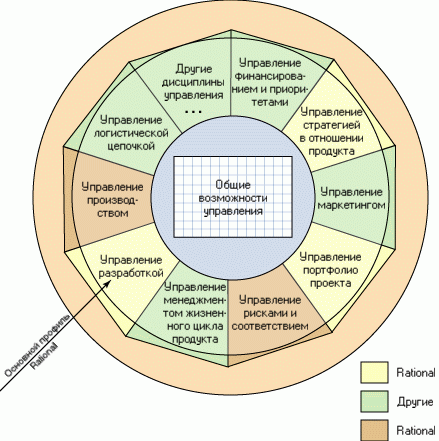 Другие
дисциплины
управления
...
Управление
финансирова-
нием и приори-
тетами
Управление
стратегией
в отношении
продукта
Управление
маркетингом
Управление
портфолио
проекта
Управление
рисками и
соответствием
Управление
менеджмен-
том жизнен-
ного цикла
продукта
Управление
разработкой
Управление
производ-
ством
Управление
логистической
цепочкой
Общие
возможности
управления
Основной профиль
Rational
Rational
Другие
Rational